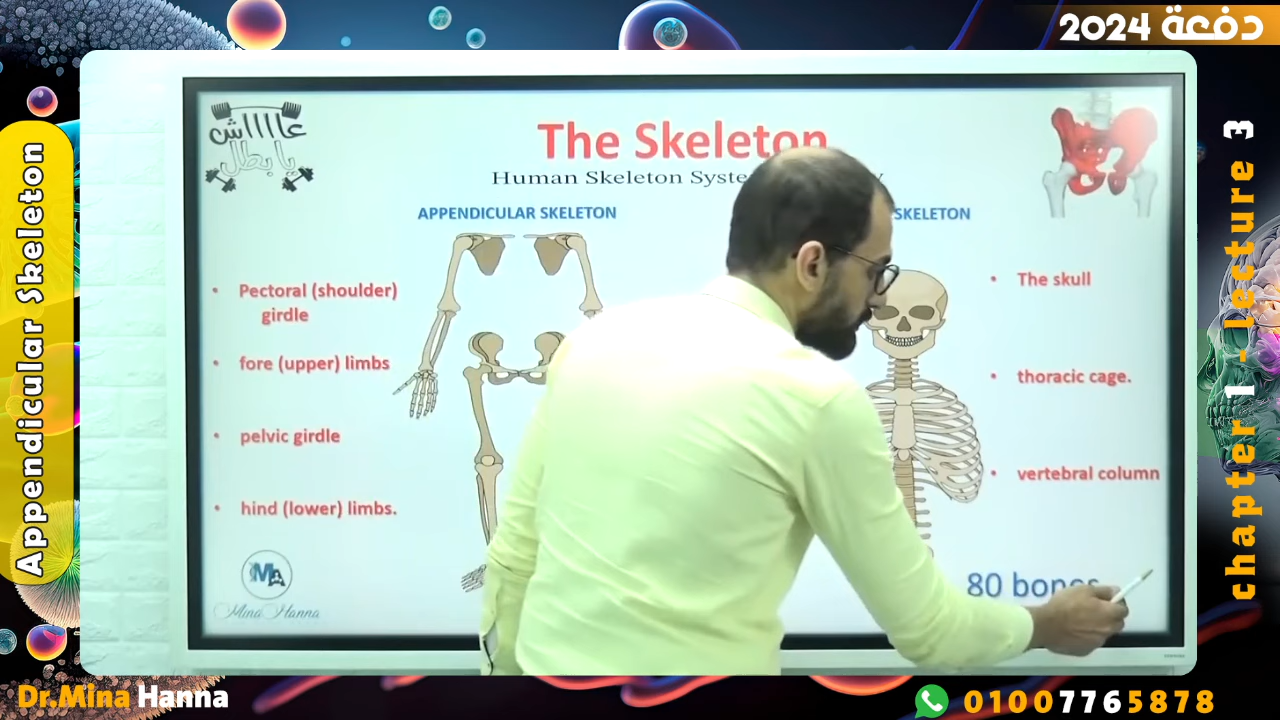 دفعة 2024
عااااش
يا بطل
The Skeleton
Human Skeleton
APPENDICULAR SKELETON
SKELETON
• Pectoral (shoulder)
girdle
• fore (upper) limbs
• pelvic girdle
• hind (lower) limbs.
• The skull
• thoracic cage.
• vertebral column
80 bones
MA
Mina Hanna
Appendicular Skeleton
chapter 1 - lecture 3
Dr.Mina Hanna
01007765878